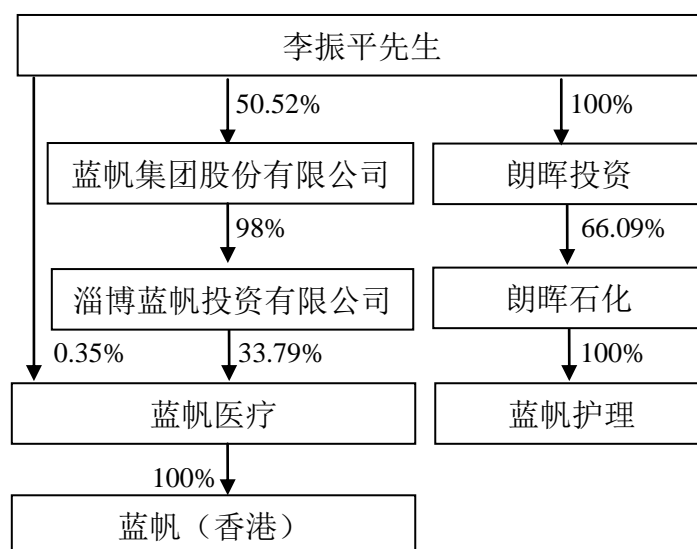 李振平先生
50.52%
100%
蓝帆集团股份有限公司
朗晖投资
98%
66.09%
淄博蓝帆投资有限公司
朗晖石化
0.35%
33.79%
100%
蓝帆医疗
蓝帆护理
100%
蓝帆（香港）